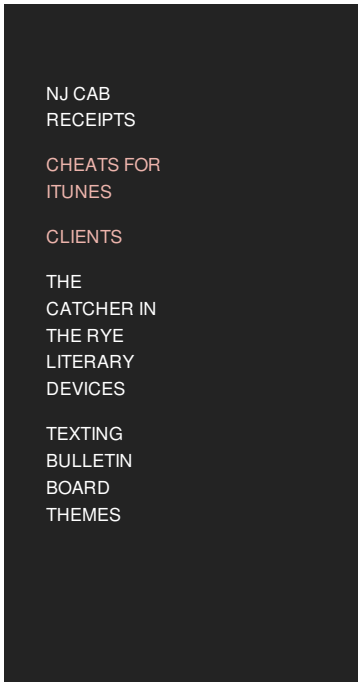 NJ CAB
RECEIPTS
CHEATS FOR
ITUNES
CLIENTS
THE
CATCHER IN
THE RYE
LITERARY
DEVICES
TEXTING
BULLETIN
BOARD
THEMES